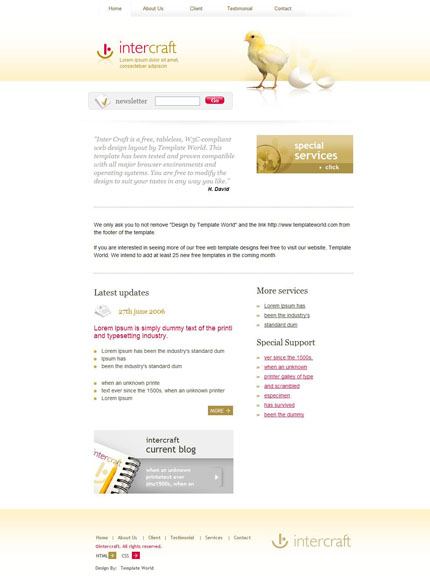 Home About Us Client Testimonial Contact
intercraft
Lorem ipsum dolor sit amet,
consectetuer adipiscin
newsletter Go
"Inter Craft is a free, tableless, W3C-compliant
web design layout by Template World. This
template has been tested and proven compatible
with all major browser environments and
operating systems. You are free to modify the
design to suit your tastes in any way you like."
H. David
special
services
click
We only ask you to not remove "Design by Template World" and the link http://www.templateworld.com from
the footer of the template.
If you are interested in seeing more of our free web template designs feel free to visit our website, Template
World. We intend to add at least 25 new free templates in the coming month.
Latest updates
27th june 2006
Lorem Ipsum is simply dummy text of the printi
and typesetting industry.
Lorem Ipsum has been the industry's standard dum
Ipsum has
been the industry's standard dum
when an unknown printe
text ever since the 1500s, when an unknown printer
Lorem Ipsum
MORE
More services
Lorem Ipsum has
been the industry's
standard dum
Special Support
ver since the 1500s,
when an unknown
printer galley of type
and scrambled
especimen
has survived
been the dummy
intercraft
intercraft
current blog
when an unknown
printetext ever
sinc1500s, when an
Home | About Us | Client | Testimonial | Services | Contact
©Intercraft. All rights reserved.
HTML CSS
Design By: Template World
intercraft